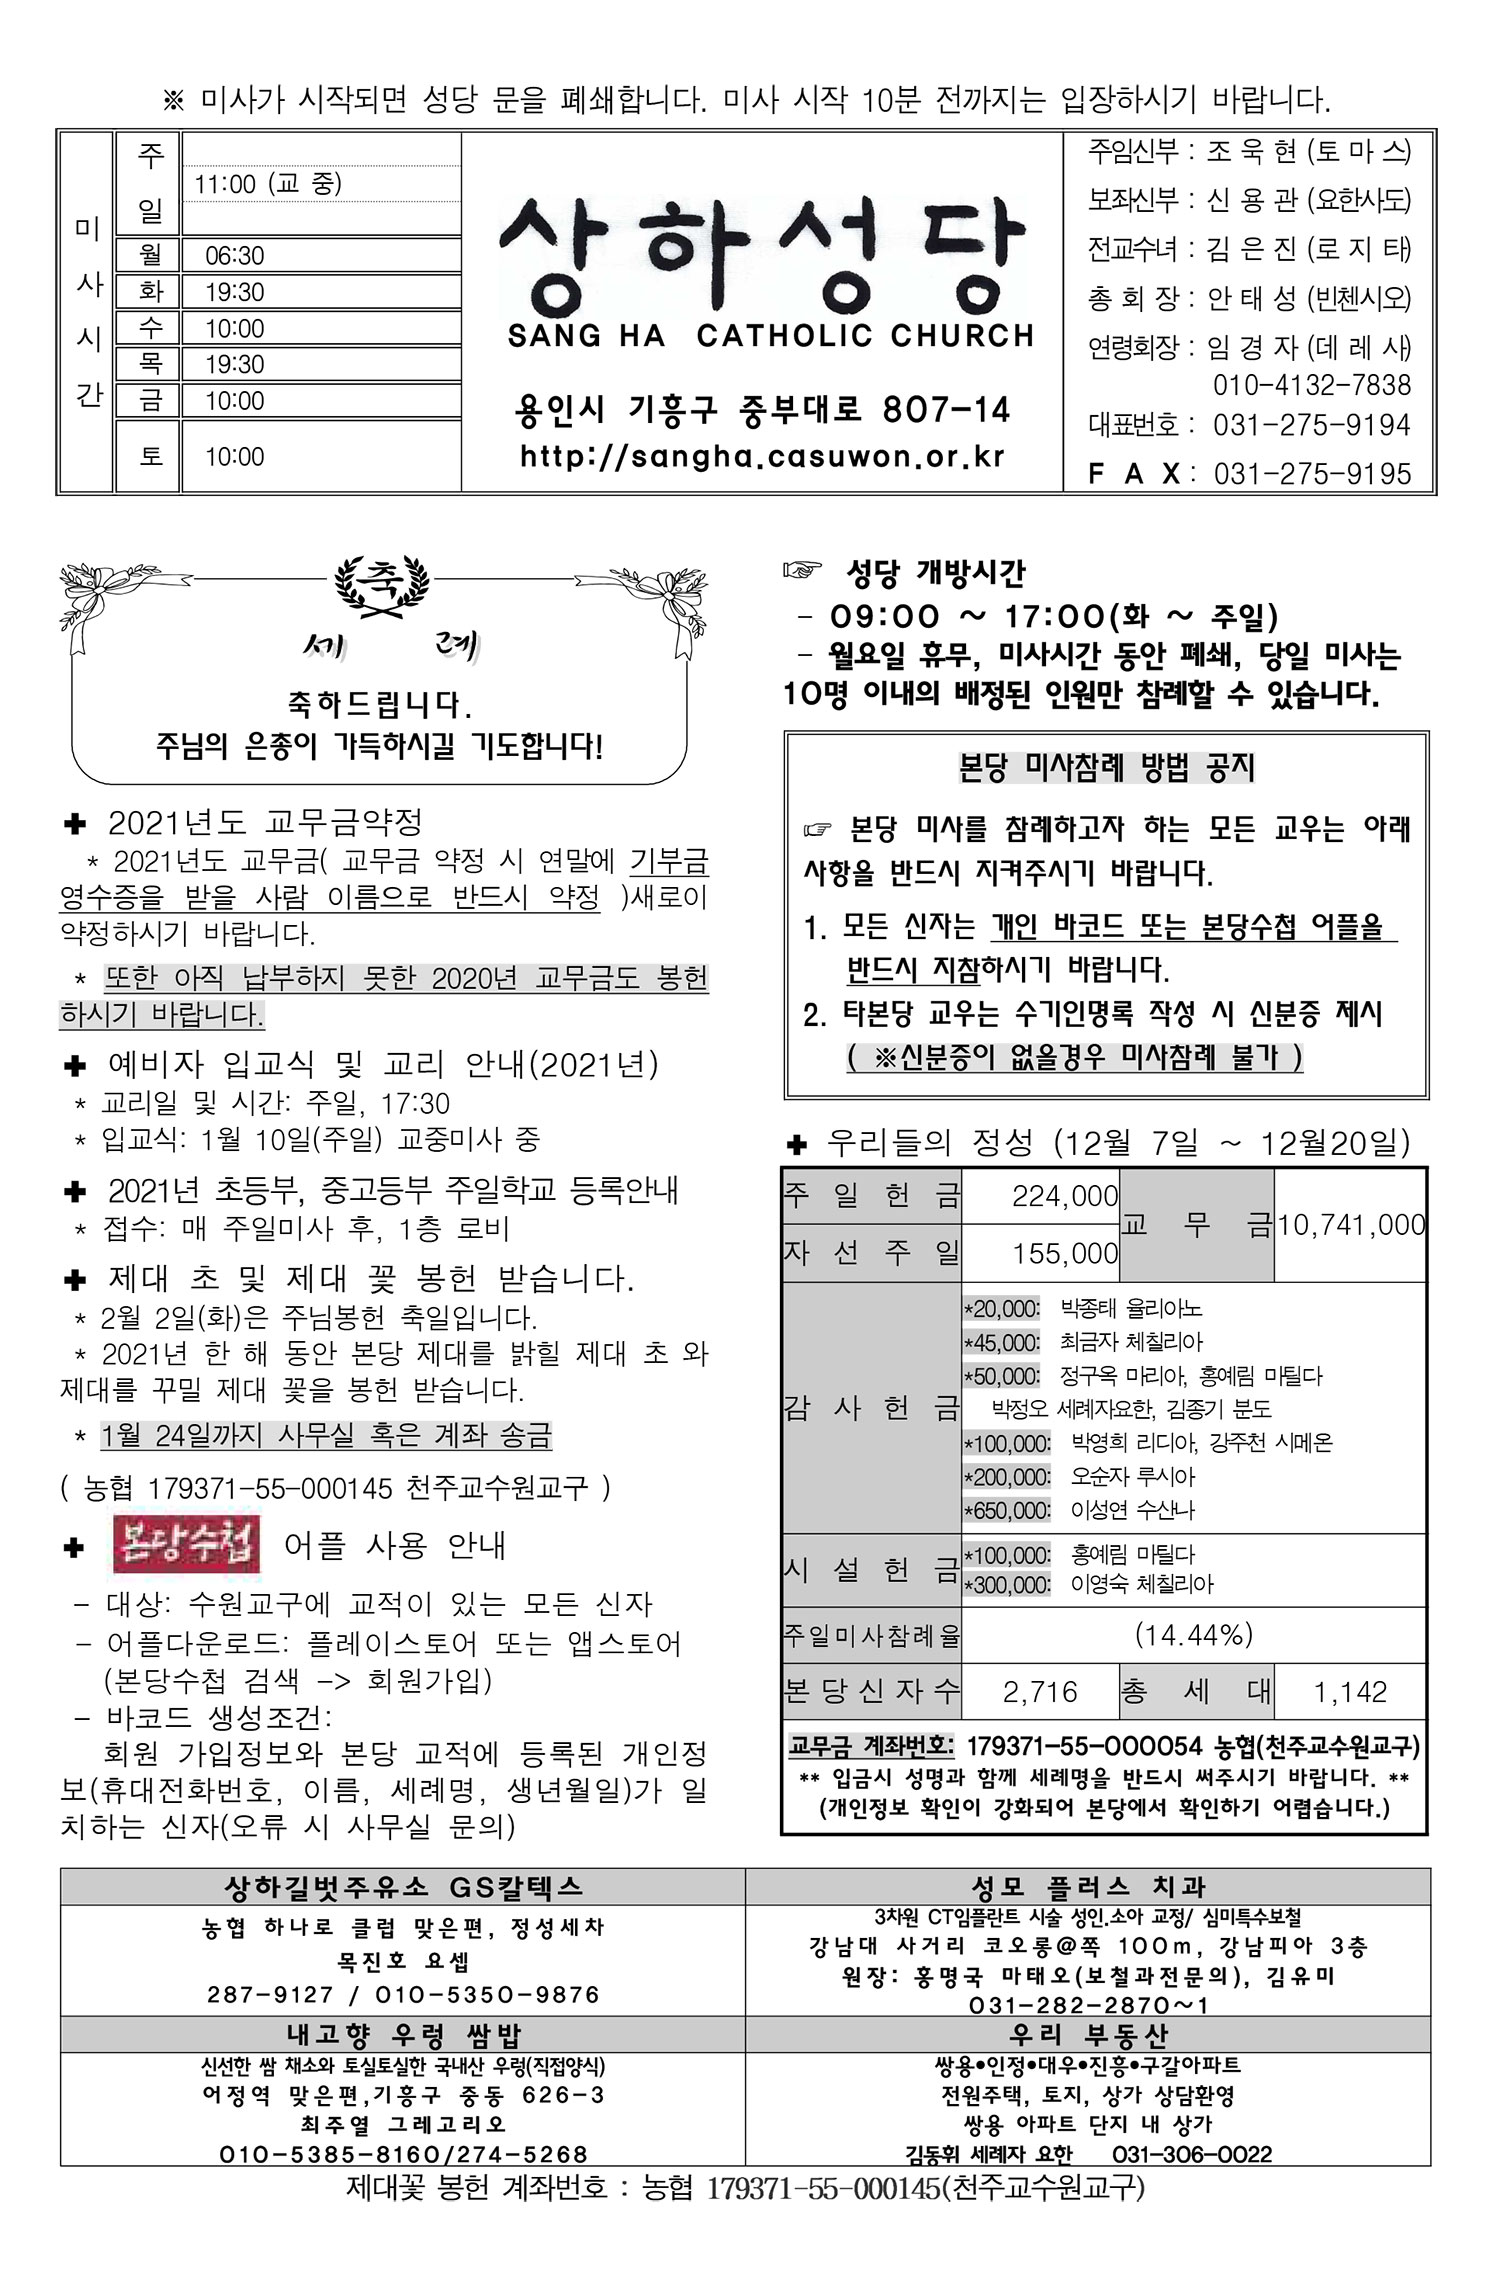 ※ 미사가 시작되면 성당 문을 폐쇄합니다. 미사 시작 10분 전까지는 입장하시기 바랍니다.
미사시간
주일
11:00 (교 중)
월 06:30
화 19:30
수 10:00
목 19:30
금 10:00
토 10:00
상하성당
SANG HA CATHOLIC CHURCH
용인시 기흥구 중부대로 807-14
http://sangha.casuwon.or.kr
주임신부 : 조 욱 현 (토 마 스)
보좌신부 : 신 용 관 (요한사도)
전교수녀 : 김 은 진 (로 지 타)
총 회 장 : 안 태 성 (빈첸시오)
연령회장 : 임 경 자 (데 레 사)
010-4132-7838
대표번호 : 031-275-9194
F A X : 031-275-9195
축
세 례
축하드립니다.
주님의 은총이 가득하시길 기도합니다!
✚ 2021년도 교무금약정
* 2021년도 교무금( 교무금 약정 시 연말에 기부금
영수증을 받을 사람 이름으로 반드시 약정 )새로이
약정하시기 바랍니다.
* 또한 아직 납부하지 못한 2020년 교무금도 봉헌
하시기 바랍니다.
✚ 예비자 입교식 및 교리 안내(2021년)
* 교리일 및 시간: 주일, 17:30
* 입교식: 1월 10일(주일) 교중미사 중
✚ 2021년 초등부, 중고등부 주일학교 등록안내
* 접수: 매 주일미사 후, 1층 로비
✚ 제대 초 및 제대 꽃 봉헌 받습니다.
* 2월 2일(화)은 주님봉헌 축일입니다.
* 2021년 한 해 동안 본당 제대를 밝힐 제대 초 와
제대를 꾸밀 제대 꽃을 봉헌 받습니다.
* 1월 24일까지 사무실 혹은 계좌 송금
( 농협 179371-55-000145 천주교수원교구 )
✚ 본당수첩 어플 사용 안내
- 대상: 수원교구에 교적이 있는 모든 신자
- 어플다운로드: 플레이스토어 또는 앱스토어
(본당수첩 검색 -> 회원가입)
- 바코드 생성조건:
회원 가입정보와 본당 교적에 등록된 개인정
보(휴대전화번호, 이름, 세례명, 생년월일)가 일
치하는 신자(오류 시 사무실 문의)
☞ 성당 개방시간
- 09:00 ~ 17:00(화 ~ 주일)
- 월요일 휴무, 미사시간 동안 폐쇄, 당일 미사는
10명 이내의 배정된 인원만 참례할 수 있습니다.
본당 미사참례 방법 공지
☞ 본당 미사를 참례하고자 하는 모든 교우는 아래
사항을 반드시 지켜주시기 바랍니다.
1. 모든 신자는 개인 바코드 또는 본당수첩 어플을
반드시 지참하시기 바랍니다.
2. 타본당 교우는 수기인명록 작성 시 신분증 제시
( ※신분증이 없을경우 미사참례 불가 )
✚ 우리들의 정성 (12월 7일 ~ 12월20일)
주 일 헌 금 224,000 교 무 금 10,741,000
자 선 주 일 155,000
감 사 헌 금
*20,000: 박종태 율리아노
*45,000: 최금자 체칠리아
*50,000: 정구옥 마리아, 홍예림 마틸다
박정오 세례자요한, 김종기 분도
*100,000: 박영희 리디아, 강주천 시메온
*200,000: 오순자 루시아
*650,000: 이성연 수산나
시 설 헌 금
*100,000: 홍예림 마틸다
*300,000: 이영숙 체칠리아
주일미사참례율 (14.44%)
본당신자수 2,716 총 세 대 1,142
교무금 계좌번호: 179371-55-000054 농협(천주교수원교구)
** 입금시 성명과 함께 세례명을 반드시 써주시기 바랍니다. **
(개인정보 확인이 강화되어 본당에서 확인하기 어렵습니다.)
상하길벗주유소 GS칼텍스
농협 하나로 클럽 맞은편, 정성세차
목진호 요셉
287-9127 / 010-5350-9876
성모 플러스 치과
3차원 CT임플란트 시술 성인.소아 교정/ 심미특수보철
강남대 사거리 코오롱@쪽 100m, 강남피아 3층
원장: 홍명국 마태오(보철과전문의), 김유미
031-282-2870~1
내고향 우렁 쌈밥
신선한 쌈 채소와 토실토실한 국내산 우렁(직접양식)
어정역 맞은편,기흥구 중동 626-3
최주열 그레고리오
010-5385-8160/274-5268
우리 부동산
쌍용•인정•대우•진흥•구갈아파트
전원주택, 토지, 상가 상담환영
쌍용 아파트 단지 내 상가
김동휘 세례자 요한 031-306-0022
제대꽃 봉헌 계좌번호 : 농협 179371-55-000145(천주교수원교구)